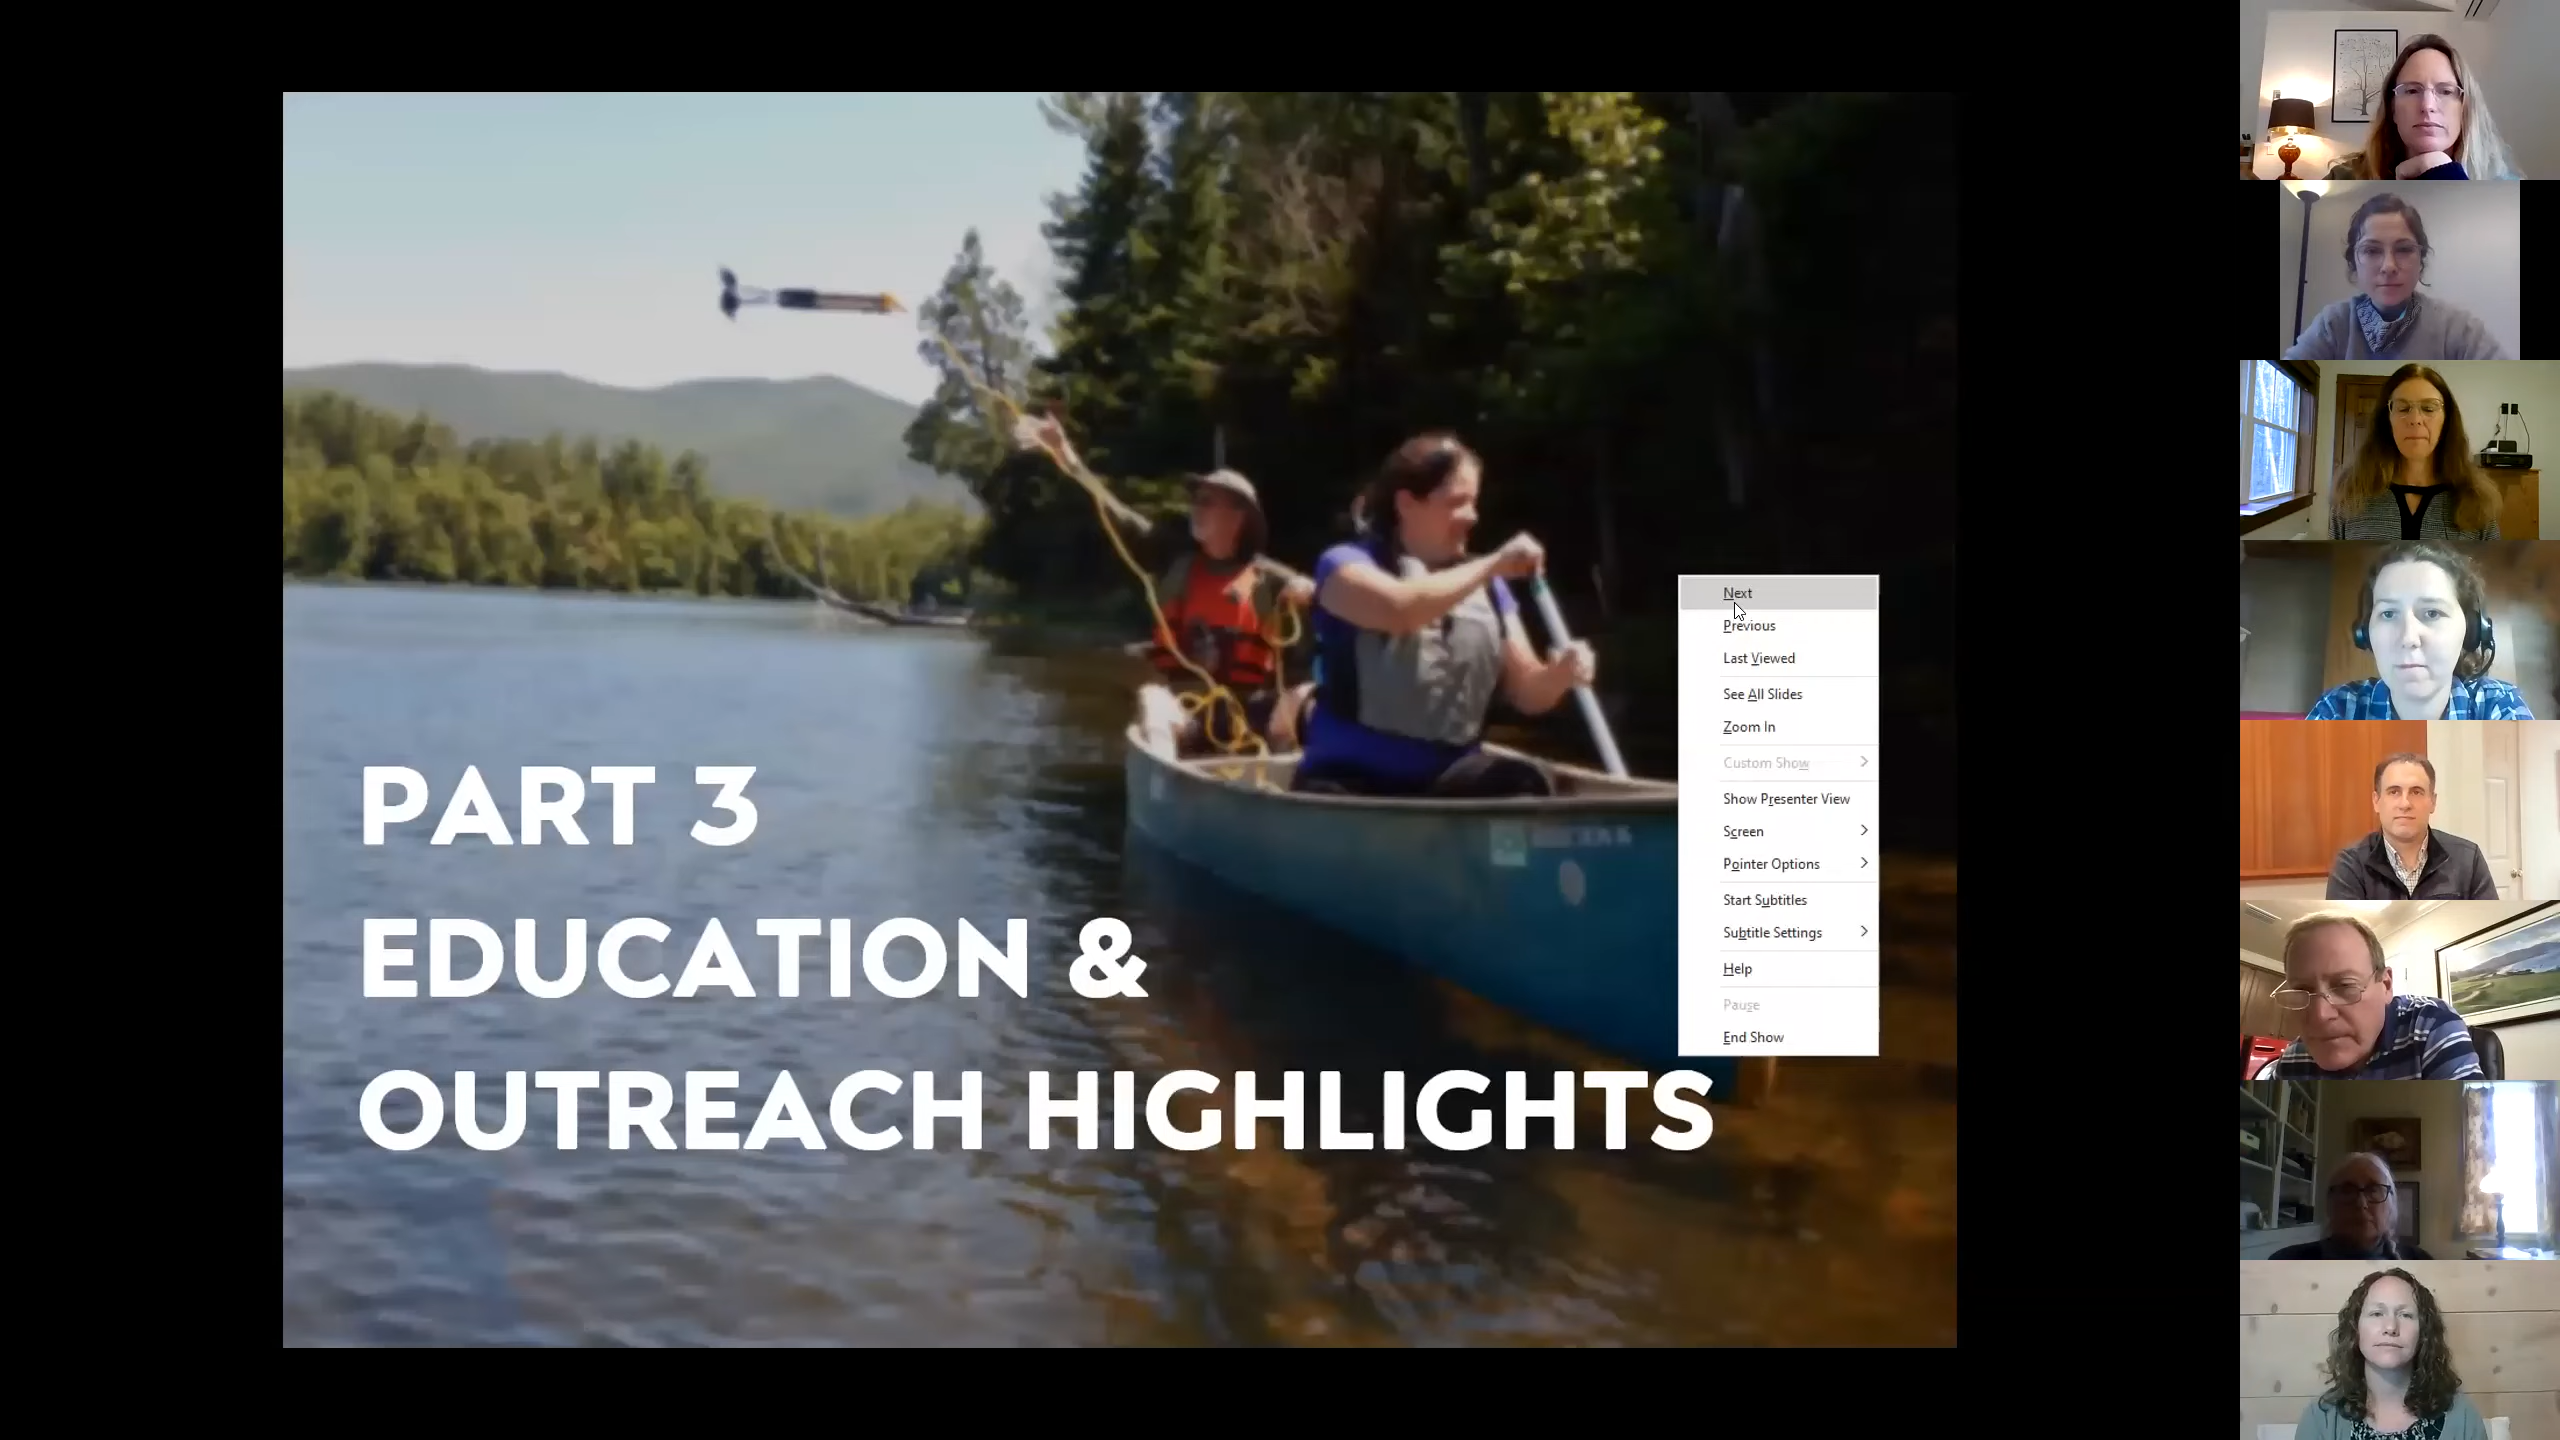 PART 3
EDUCATION &
OUTREACH HIGHLIGHTS
Next
Previous
Last Viewed
See All Slides
Zoom In
Custom Show
Show Presenter View
Screen
Pointer Options
Start Subtitles
Subtitle Settings
Help
Pause
End Show